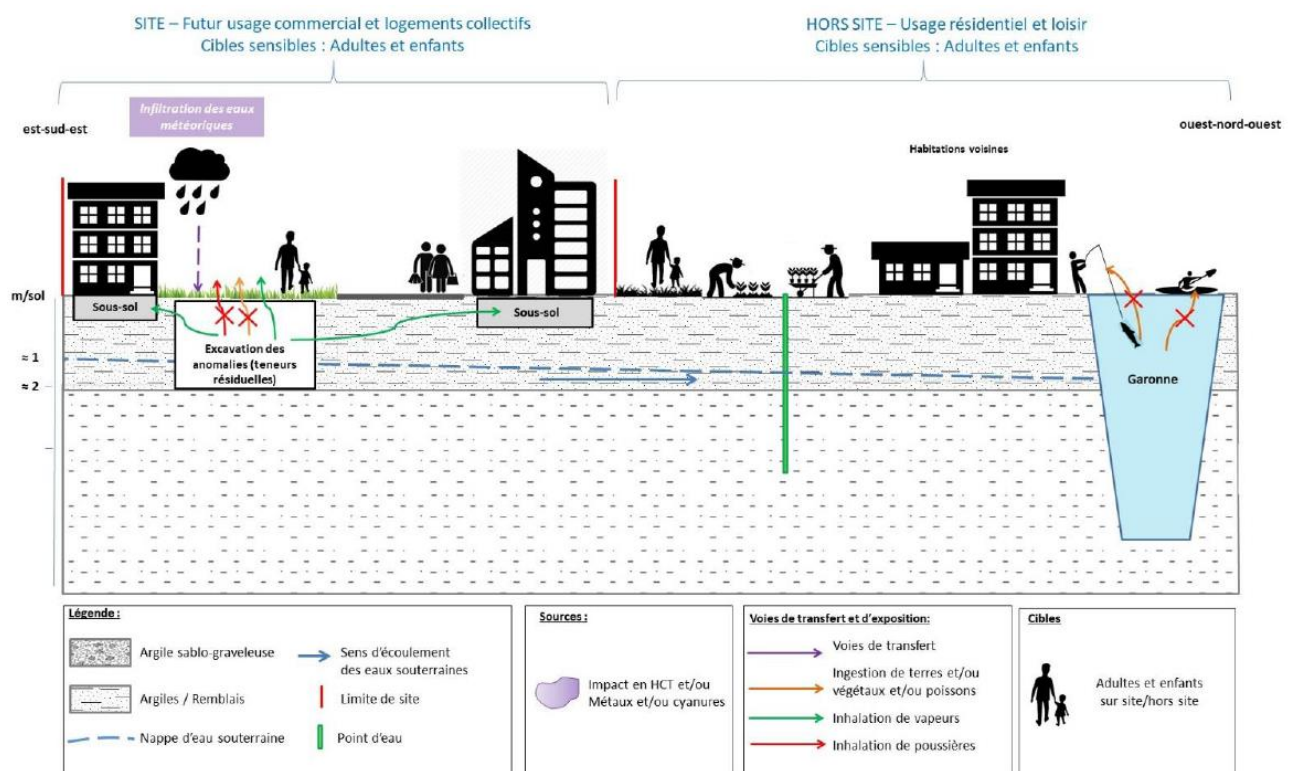 SITE – Futur usage commercial et logements collectifs
Cibles sensibles : Adultes et enfants
HORS SITE – Usage résidentiel et loisir
Cibles sensibles : Adultes et enfants
Infiltration des eaux
météoriques
est-sud-est
ouest-nord-ouest
Habitations voisines
m/sol
Sous-sol
Sous-sol
Excavation des
anomalies (teneurs
résiduelles)
≈ 1
≈ 2
Garonne
Légende :
Argile sablo-graveleuse
Argiles / Remblais
Nappe d'eau souterraine
Sens d'écoulement
des eaux souterraines
Limite de site
Point d'eau
Sources :
Impact en HCT et/ou
Métaux et/ou cyanures
Voies de transfert et d'exposition:
Voies de transfert
Ingestion de terres et/ou
végétaux et/ou poissons
Inhalation de vapeurs
Inhalation de poussières
Cibles
Adultes et enfants
sur site/hors site